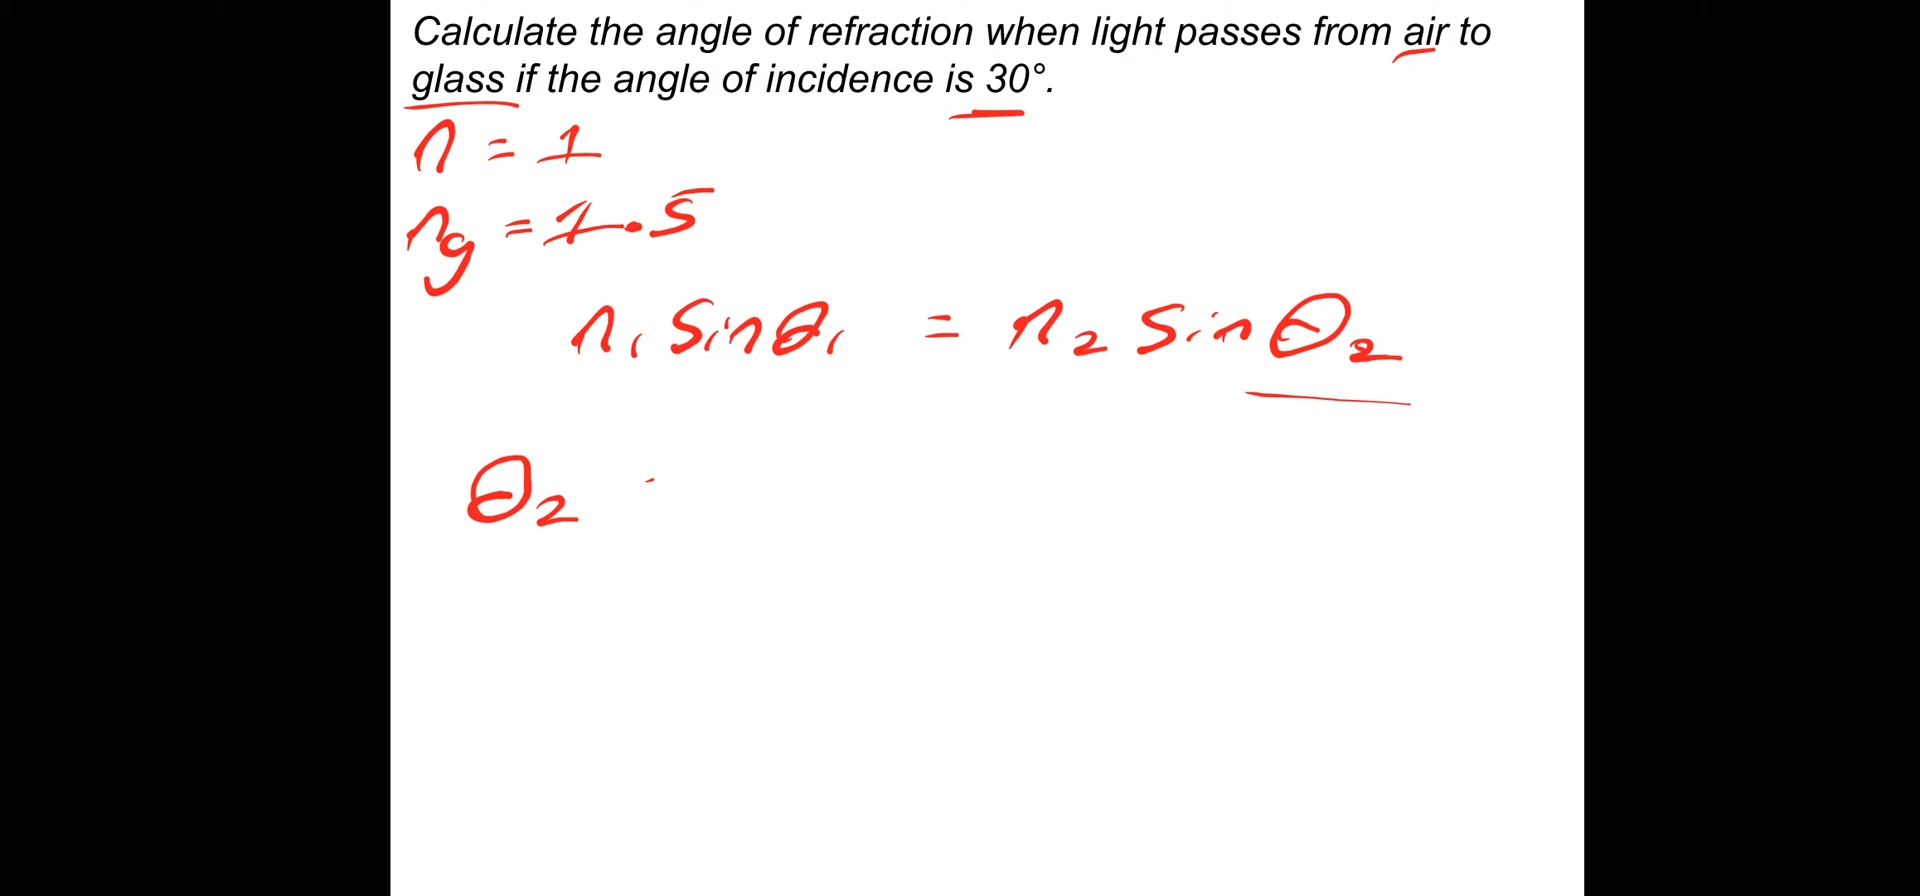 Calculate the angle of refraction when light passes from air to
glass if the angle of incidence is 30°.
n = 1
ng = 1.5
n₁ sinθ₁ = n₂ sinθ₂
θ₂